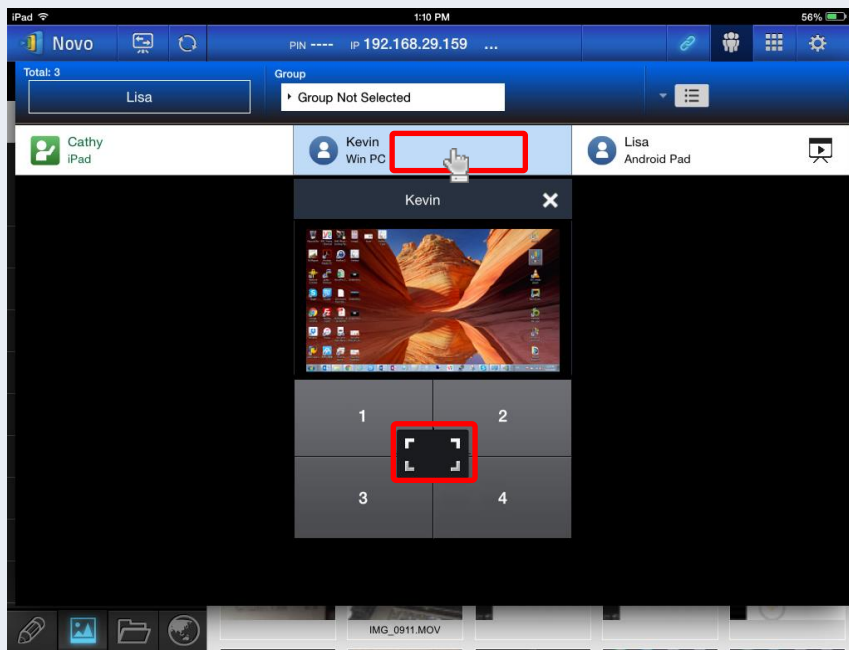 iPad 1:10 PM 56%
Novo PIN ---- IP 192.168.29.159 ...
Total: 3 Group
Lisa Group Not Selected
Cathy Kevin Lisa
iPad Win PC Android Pad
Kevin
1 2
3 4
IMG_0911.MOV